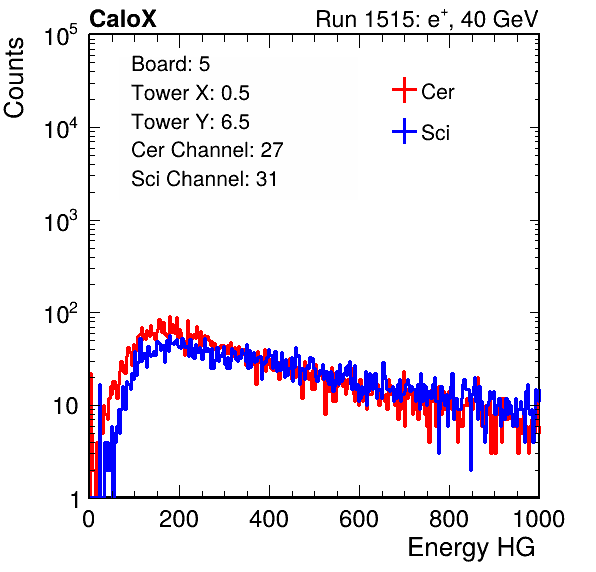 CaloX Run 1515: e⁺, 40 GeV
Counts
Board: 5
Tower X: 0.5
Tower Y: 6.5
Cer Channel: 27
Sci Channel: 31
Cer
Sci
10⁵
10⁴
10³
10²
10
1
0 200 400 600 800 1000
Energy HG